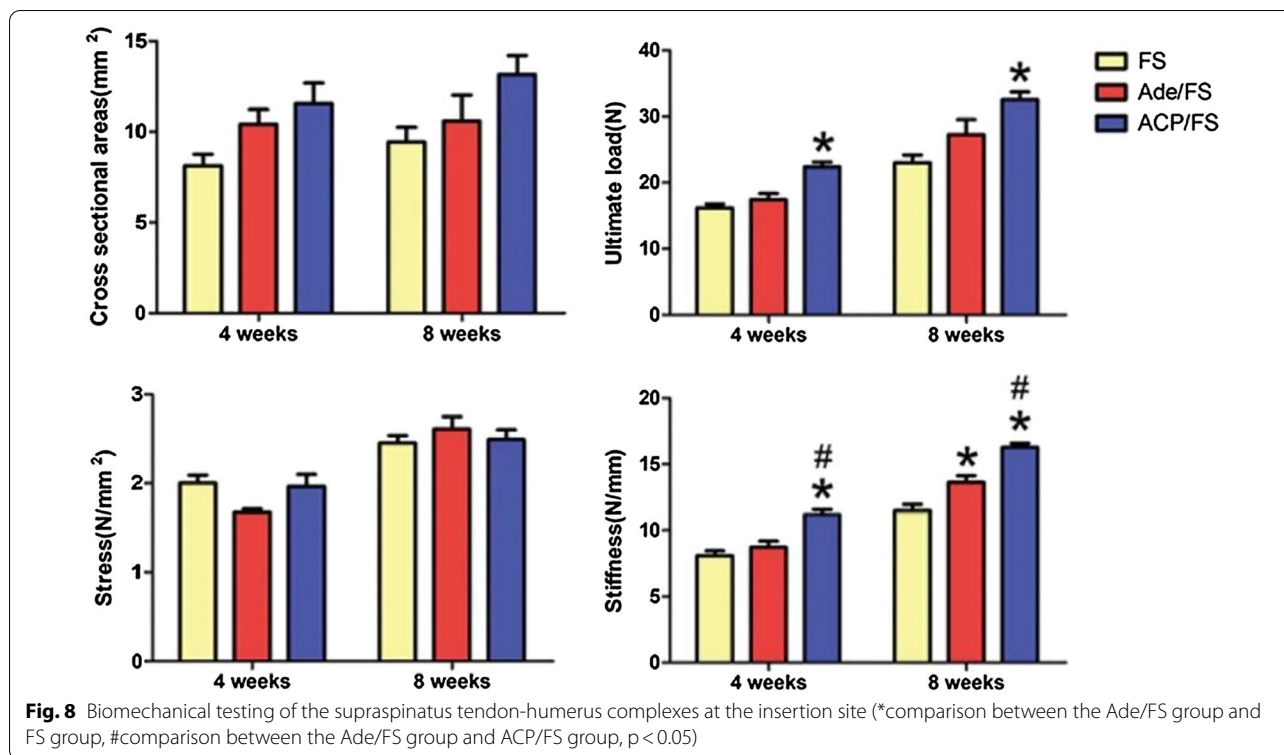 Cross sectional areas(mm 2)
15
10
5
0
4 weeks
8 weeks
Ultimate load(N)
40
30
20
10
0
*
*
4 weeks
8 weeks
FS
Ade/FS
ACP/FS
Stress(N/mm 2)
3
2
1
0
4 weeks
8 weeks
Stiffness(N/mm)
20
15
10
5
0
#
*
*
#
*
4 weeks
8 weeks
Fig. 8 Biomechanical testing of the supraspinatus tendon-humerus complexes at the insertion site (*comparison between the Ade/FS group and
FS group, #comparison between the Ade/FS group and ACP/FS group, p < 0.05)